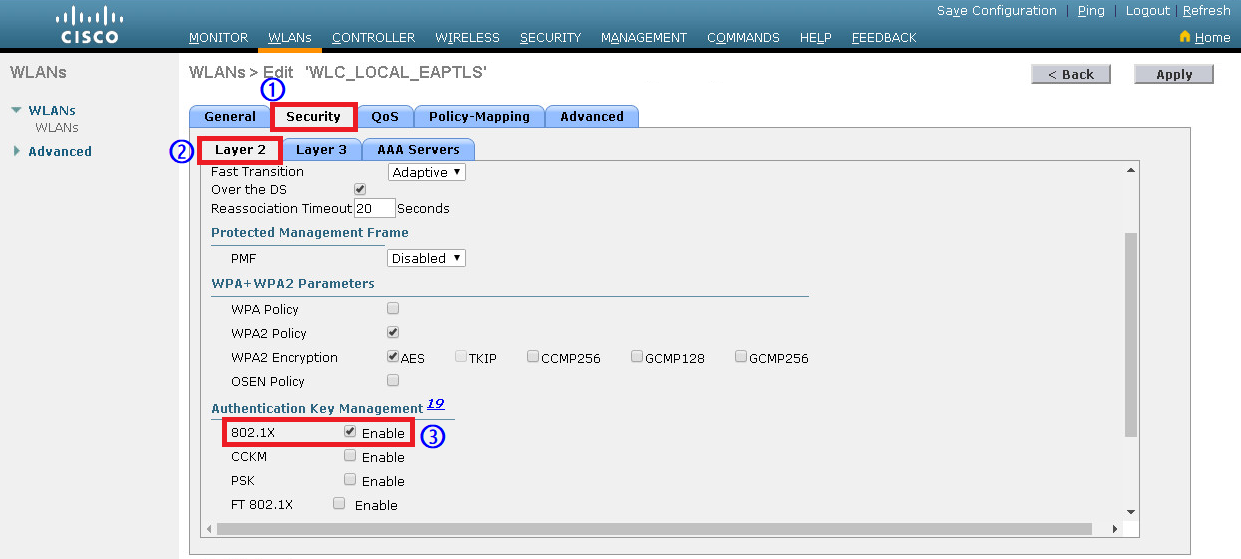 Save Configuration | Ping | Logout | Refresh
CISCO
MONITOR WLANs CONTROLLER WIRELESS SECURITY MANAGEMENT COMMANDS HELP FEEDBACK Home
WLANs
WLANs > Edit 'WLC_LOCAL_EAPTLS'
< Back Apply
WLANs
WLANs
Advanced
1
General Security QoS Policy-Mapping Advanced
2 Layer 2 Layer 3 AAA Servers
Fast Transition Adaptive
Over the DS
Reassociation Timeout 20 Seconds
Protected Management Frame
PMF Disabled
WPA+WPA2 Parameters
WPA Policy
WPA2 Policy
WPA2 Encryption AES TKIP CCMP256 GCMP128 GCMP256
OSEN Policy
Authentication Key Management 19
802.1X Enable 3
CCKM Enable
PSK Enable
FT 802.1X Enable